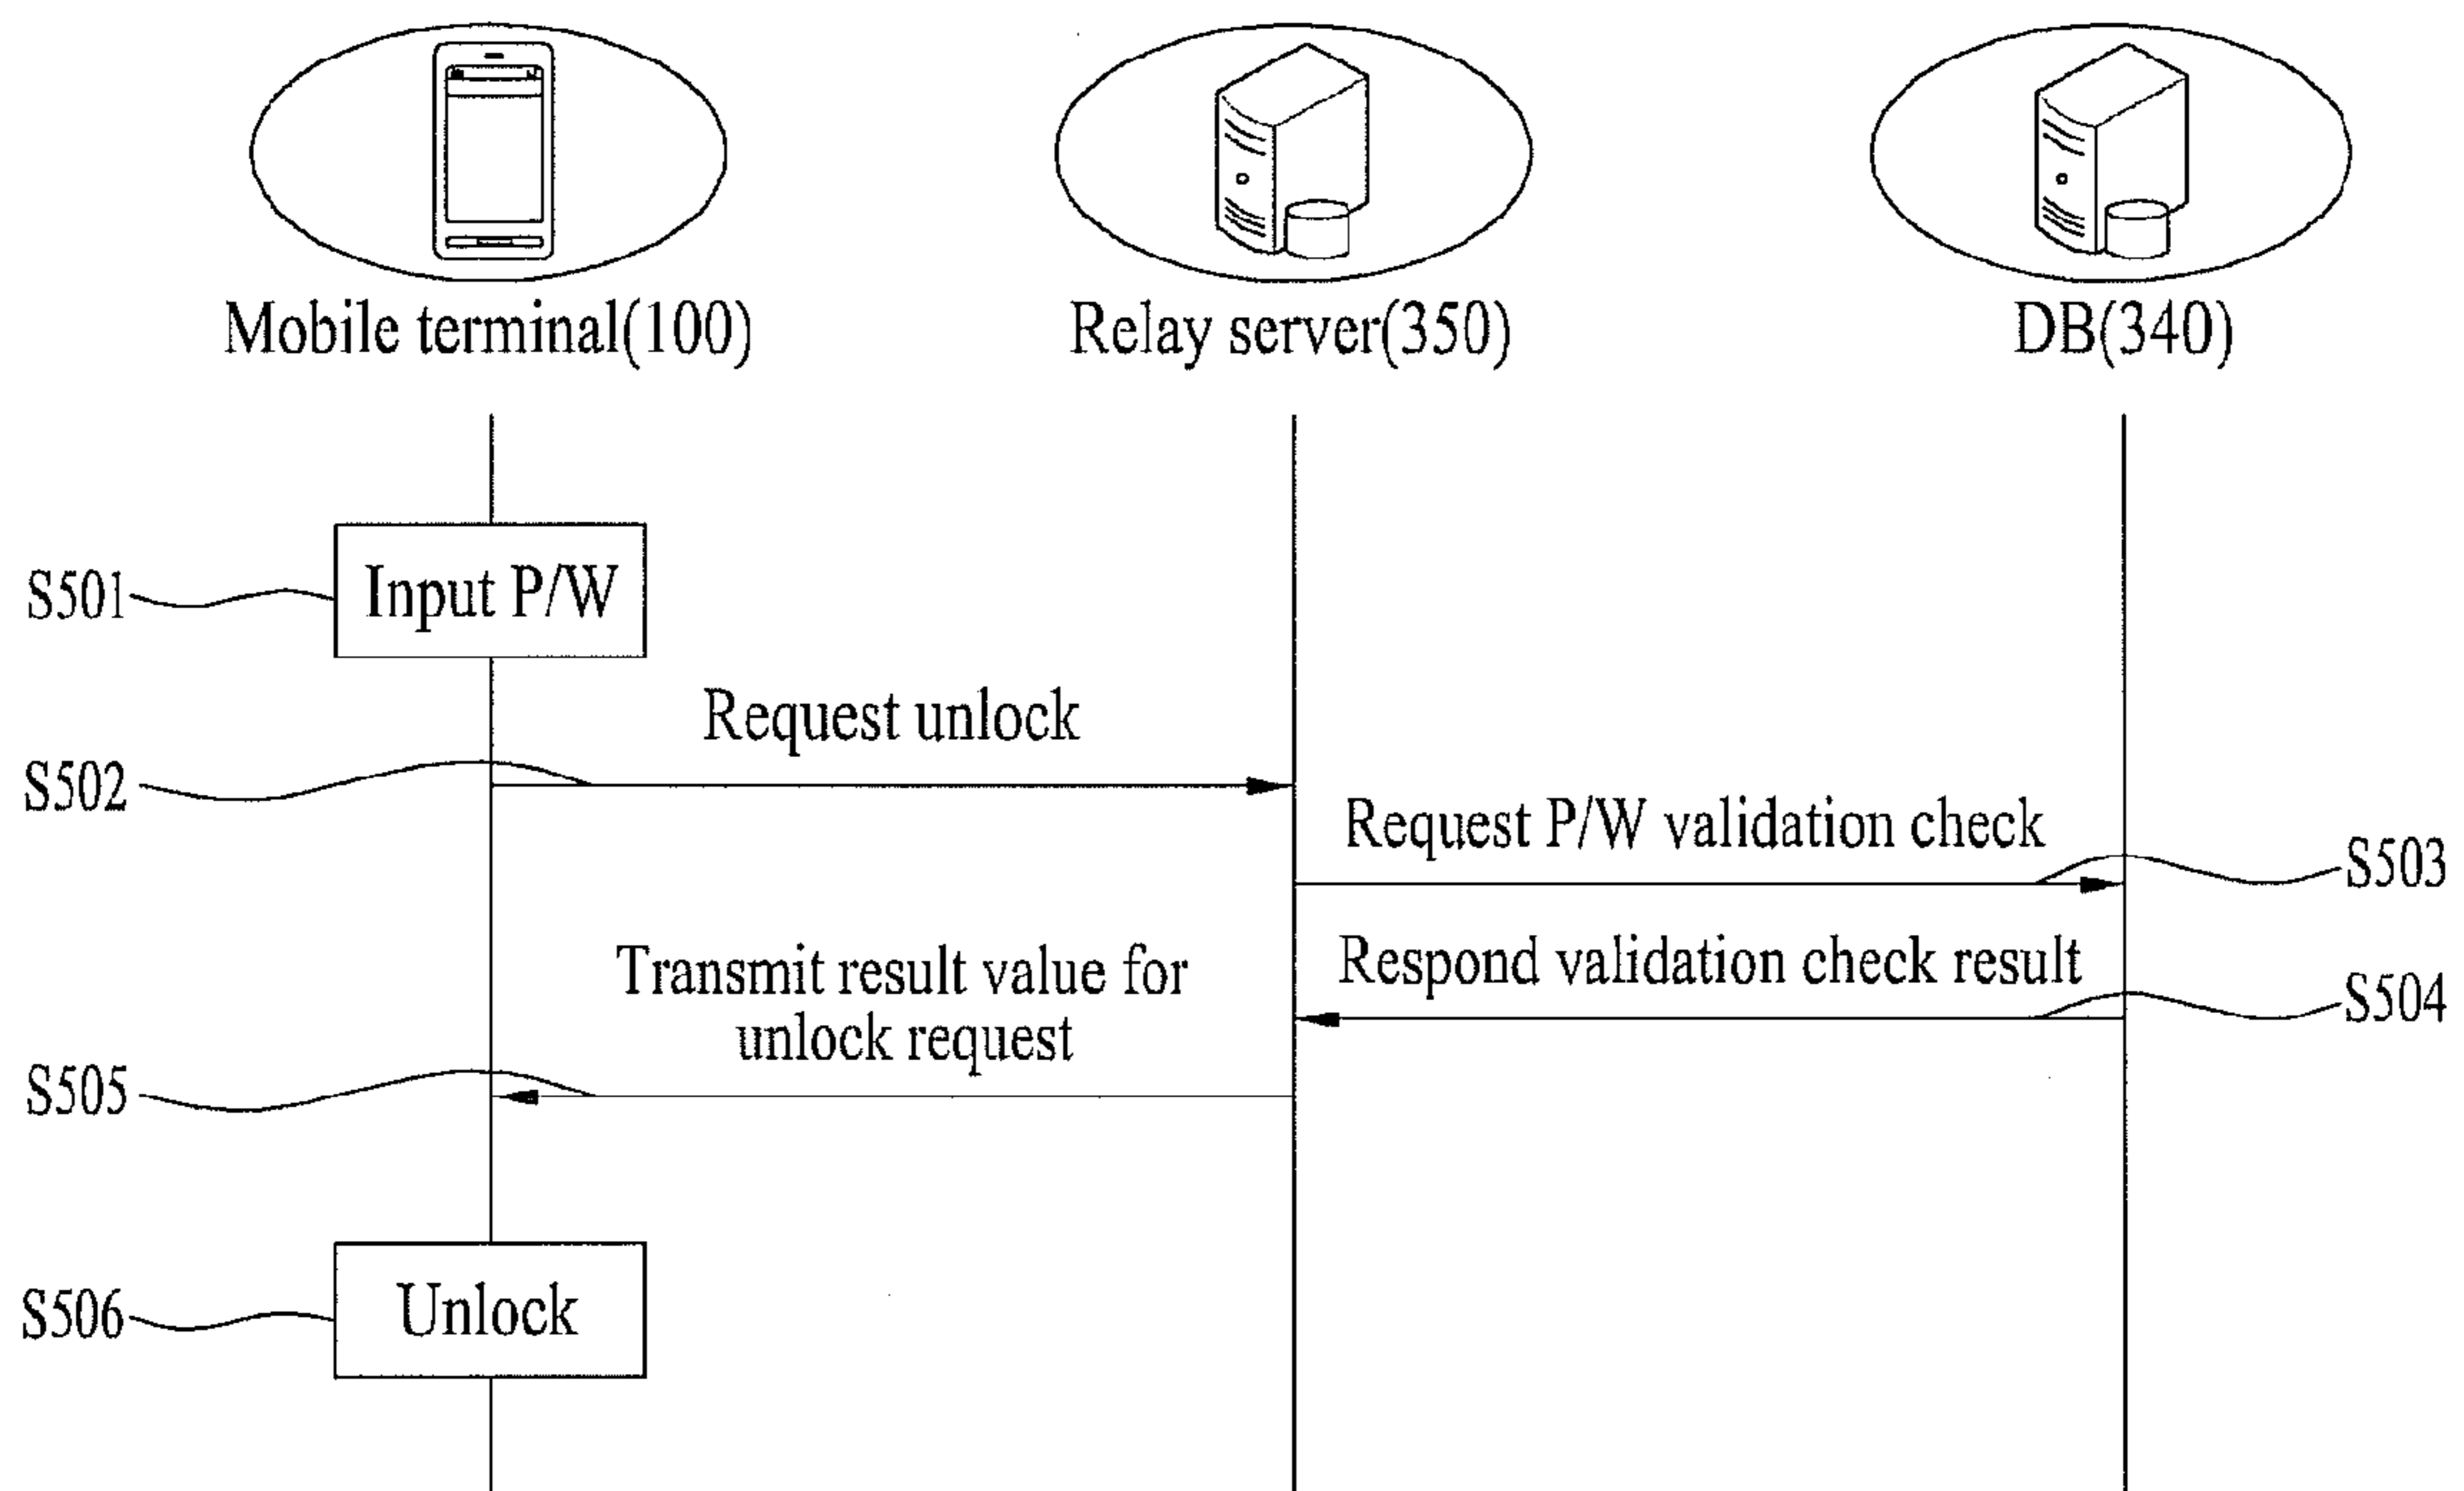 Mobile terminal(100)
Relay server(350)
DB(340)
S501
Input P/W
Request unlock
S502
Request P/W validation check
S503
Transmit result value for
unlock request
Respond validation check result
S504
S505
S506
Unlock